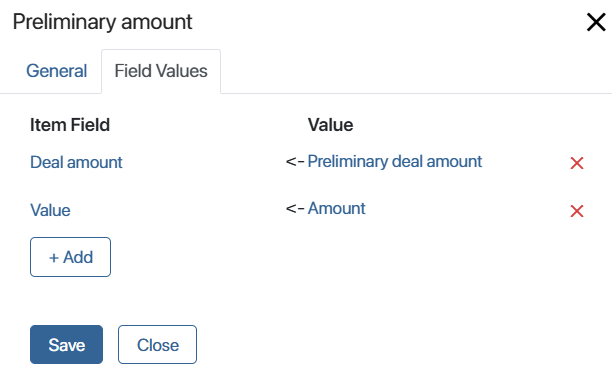 Preliminary amount
General Field Values
Item Field Value
Deal amount <- Preliminary deal amount
Value <- Amount
+ Add
Save Close